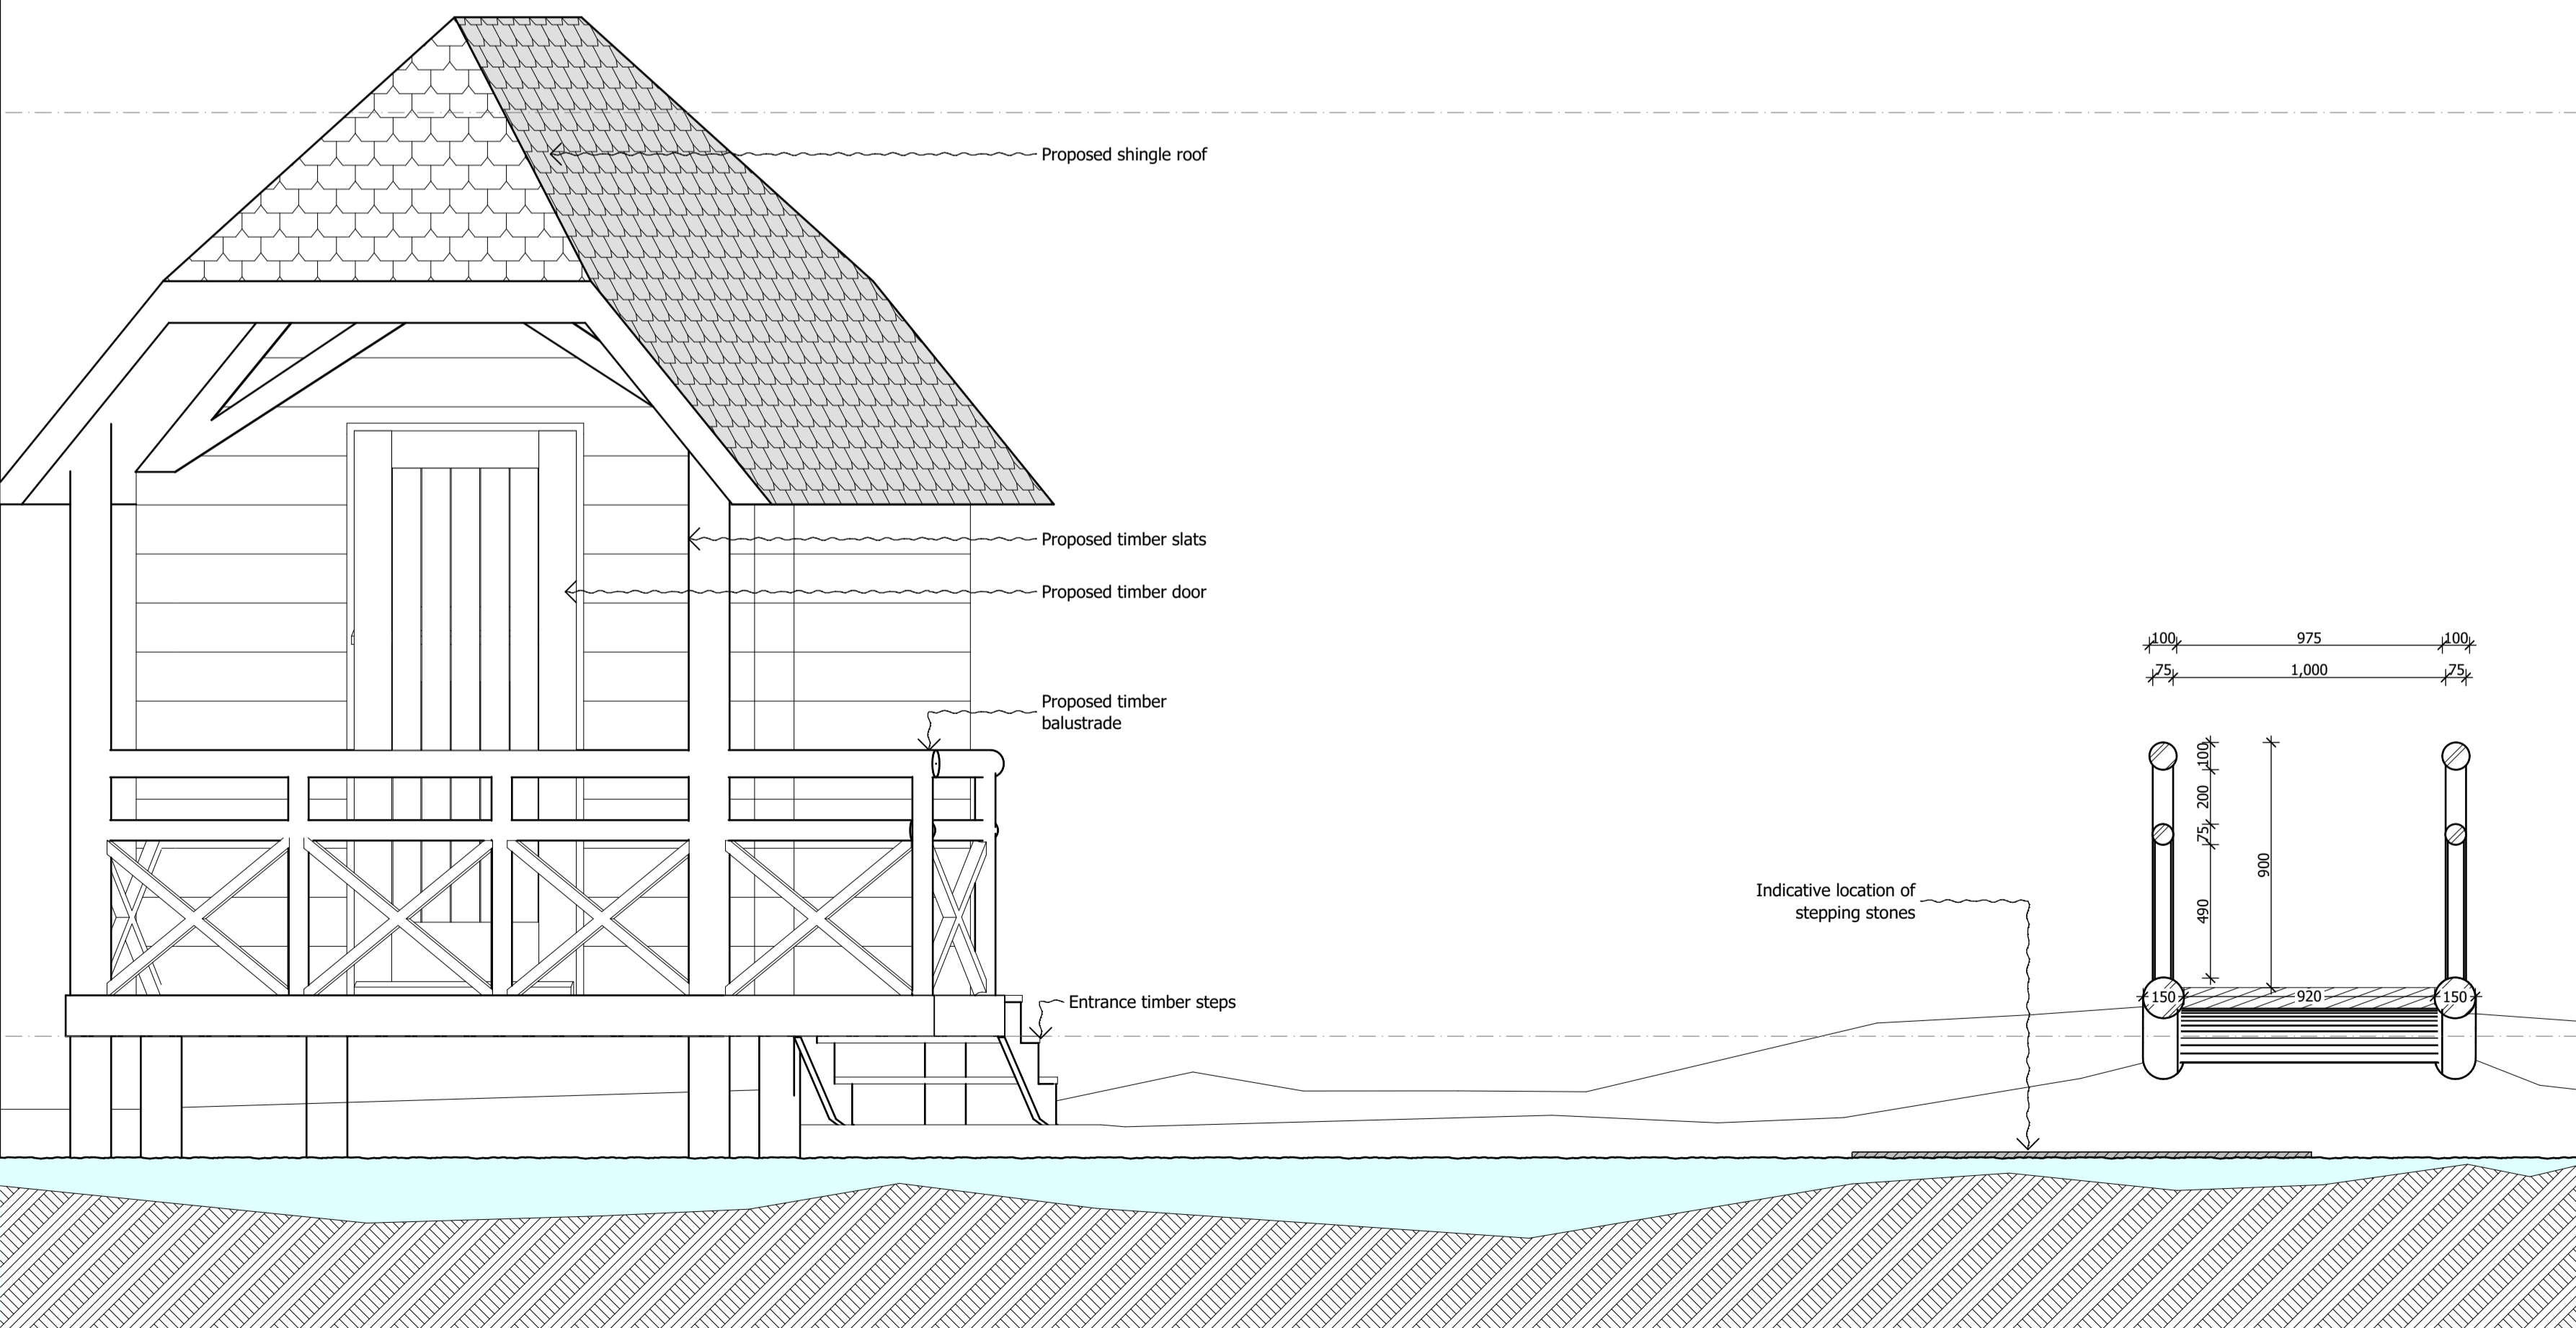 Proposed shingle roof
Proposed timber slats
Proposed timber door
Proposed timber
balustrade
Entrance timber steps
Indicative location of
stepping stones
100 975 100
75 1,000 75
100
200
75
490
900
150 920 150